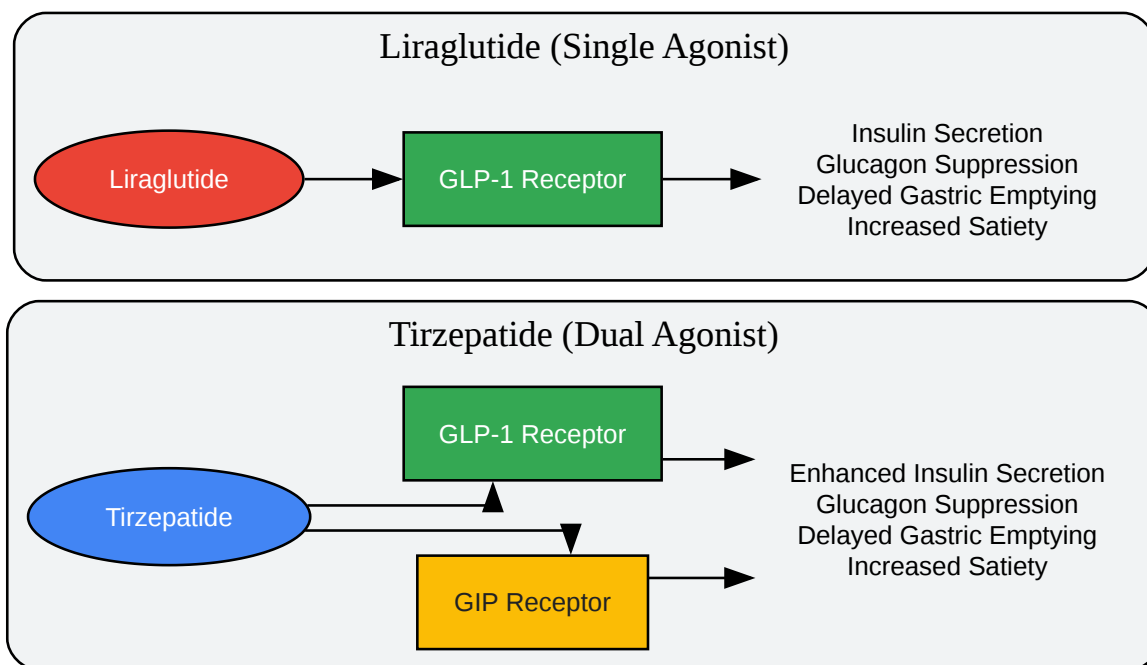 Liraglutide (Single Agonist)
Liraglutide
GLP-1 Receptor
Insulin Secretion
Glucagon Suppression
Delayed Gastric Emptying
Increased Satiety
Tirzepatide (Dual Agonist)
Tirzepatide
GLP-1 Receptor
GIP Receptor
Enhanced Insulin Secretion
Glucagon Suppression
Delayed Gastric Emptying
Increased Satiety